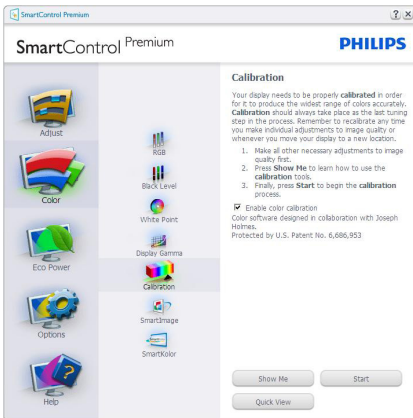 SmartControl Premium
SmartControl Premium
PHILIPS
Adjust
Color
Eco Power
Options
Help
RGB
Black Level
White Point
Display Gamma
Calibration
SmartImage
SmartKolor
Calibration
Your display needs to be properly calibrated in order
for it to produce the widest range of colors accurately.
Calibration should always take place as the last tuning
step in the process. Remember to recalibrate any time
you make individual adjustments to image quality or
whenever you move your display to a new location.
1. Make all other necessary adjustments to image
quality first.
2. Press Show Me to learn how to use the
calibration tools.
3. Finally, press Start to begin the calibration
process.
Enable color calibration
Color software designed in collaboration with Joseph
Holmes.
Protected by U.S. Patent No. 6,686,953
Show Me
Start
Quick View